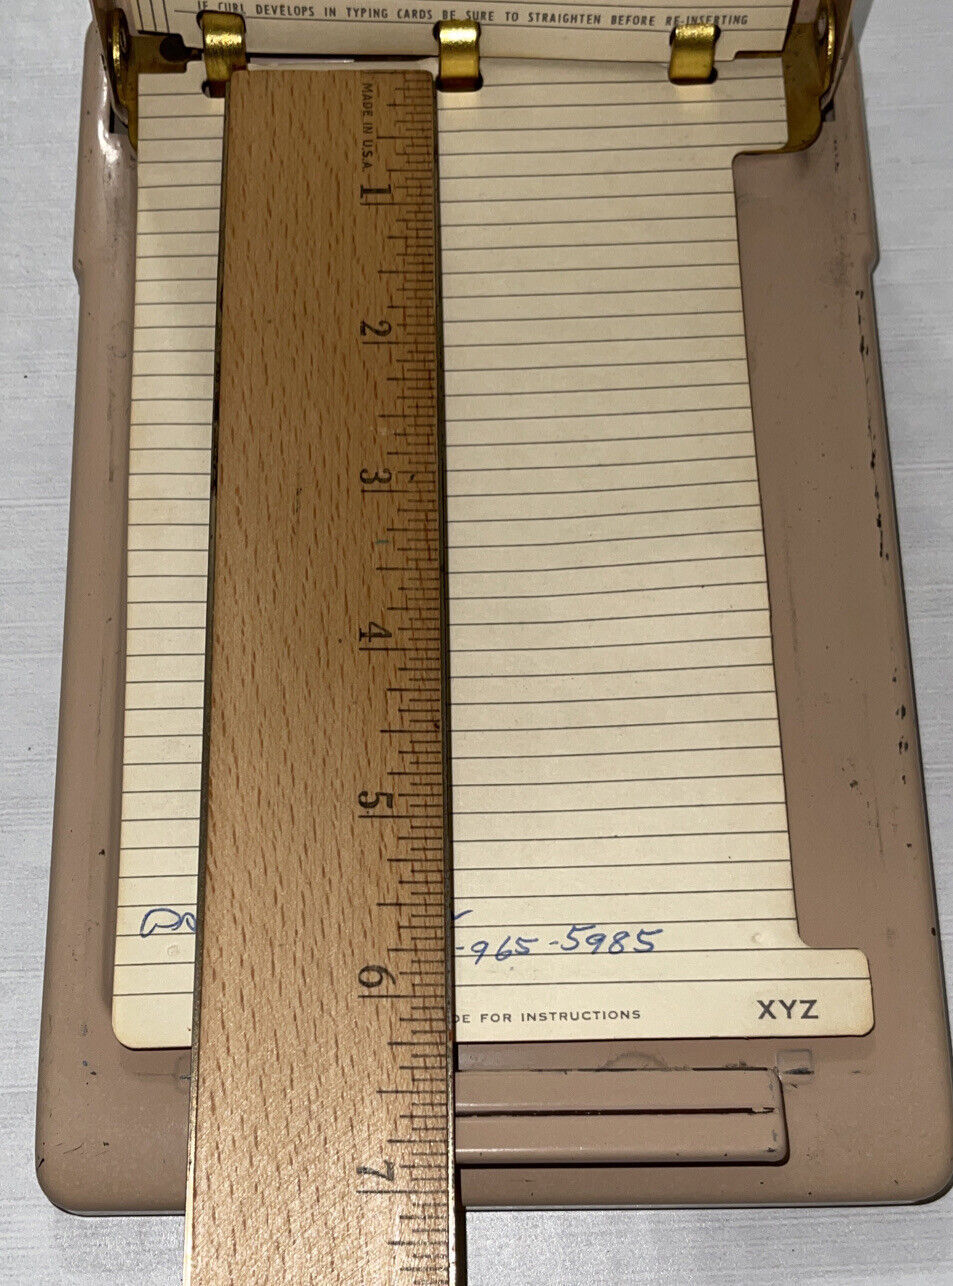 IF CURL DEVELOPS IN TYPING CARDS BE SURE TO STRAIGHTEN BEFORE RE-INSERTING
MADE IN U.S.A.
1
2
3
4
5
-965-5985
6
FOR INSTRUCTIONS XYZ
7